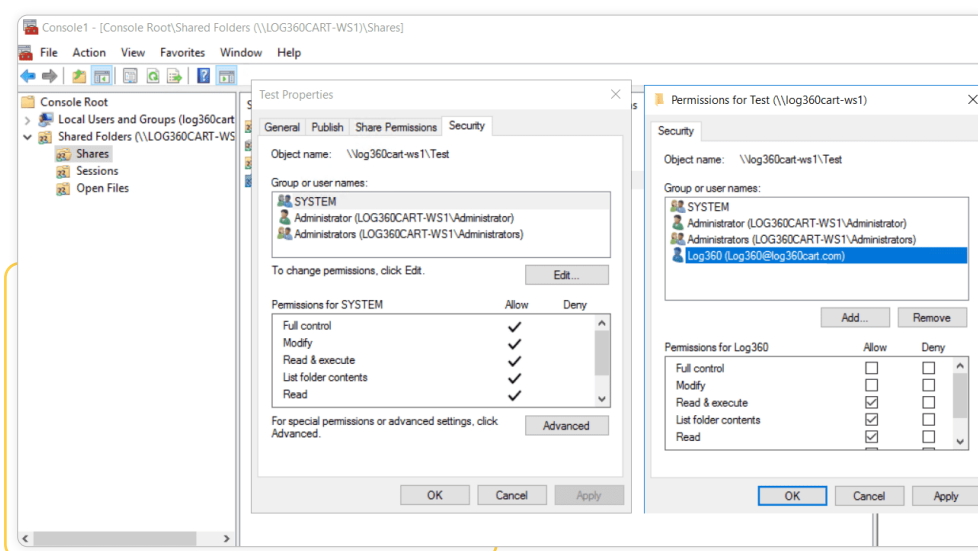 Console1 - [Console Root\Shared Folders (\\LOG360CART-WS1)\Shares]
File Action View Favorites Window Help
Console Root
Local Users and Groups (log360cart
Shared Folders (\\LOG360CART-WS
Shares
Sessions
Open Files
Test Properties
General Publish Share Permissions Security
Object name: \\log360cart-ws1\Test
Group or user names:
SYSTEM
Administrator (LOG360CART-WS1\Administrator)
Administrators (LOG360CART-WS1\Administrators)
To change permissions, click Edit.
Edit...
Permissions for SYSTEM Allow Deny
Full control
Modify
Read & execute
List folder contents
Read
For special permissions or advanced settings, click
Advanced.
Advanced
OK Cancel Apply
Permissions for Test (\\log360cart-ws1)
Security
Object name: \\log360cart-ws1\Test
Group or user names:
SYSTEM
Administrator (LOG360CART-WS1\Administrator)
Administrators (LOG360CART-WS1\Administrators)
Log360 (Log360@log360cart.com)
Add... Remove
Permissions for Log360 Allow Deny
Full control
Modify
Read & execute
List folder contents
Read
OK Cancel Apply